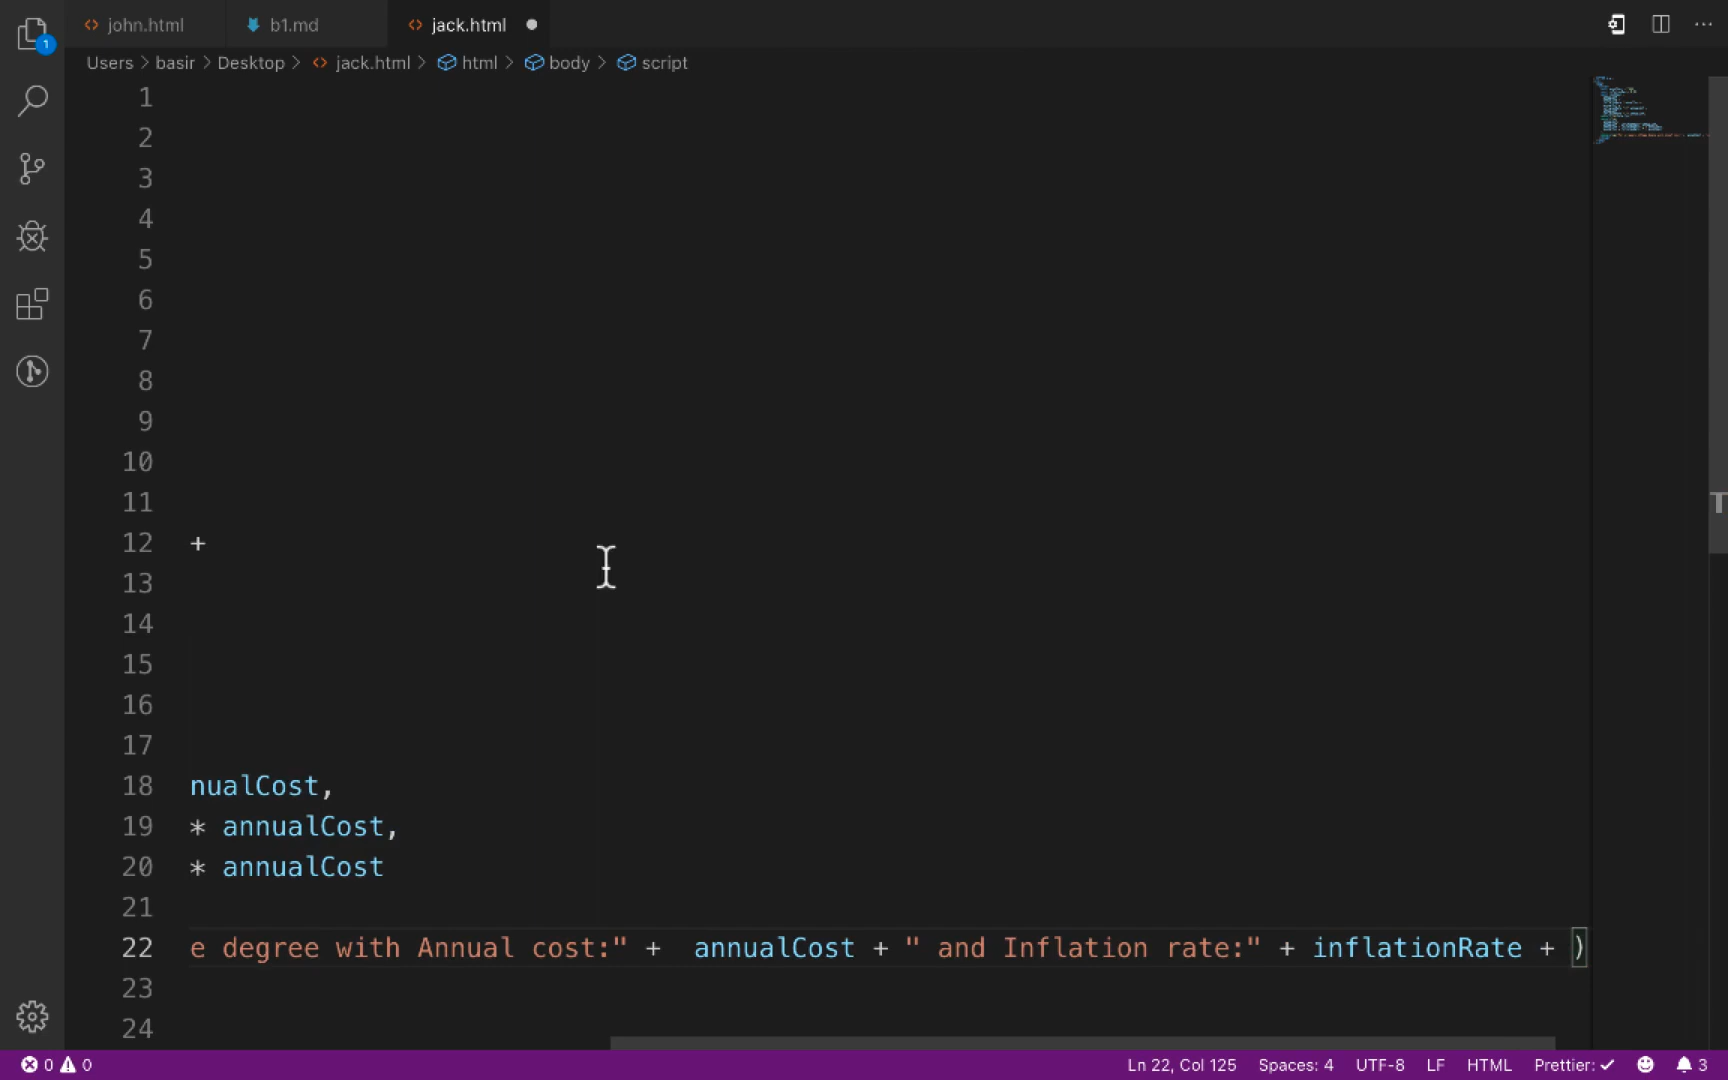 john.html b1.md jack.html
Users > basir > Desktop > jack.html > html > body > script
1
2
3
4
5
6
7
8
9
10
11
12 +
13
14
15
16
17
18 nualCost,
19 * annualCost,
20 * annualCost
21
22 e degree with Annual cost:" +  annualCost + " and Inflation rate:" + inflationRate + )
23
24
0 0 Ln 22, Col 125 Spaces: 4 UTF-8 LF HTML Prettier: ✓ 3